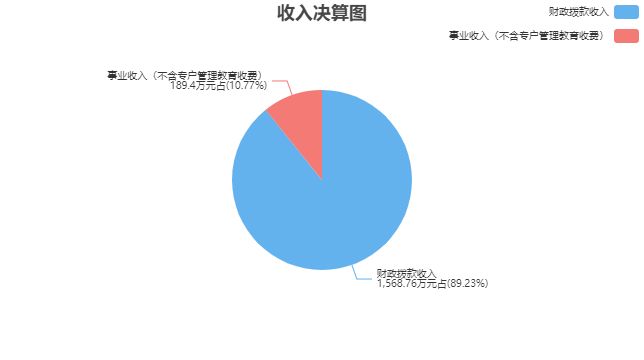 收入决算图
财政拨款收入
事业收入（不含专户管理教育收费）
事业收入（不含专户管理教育收费）
189.4万元占(10.77%)
财政拨款收入
1,568.76万元占(89.23%)